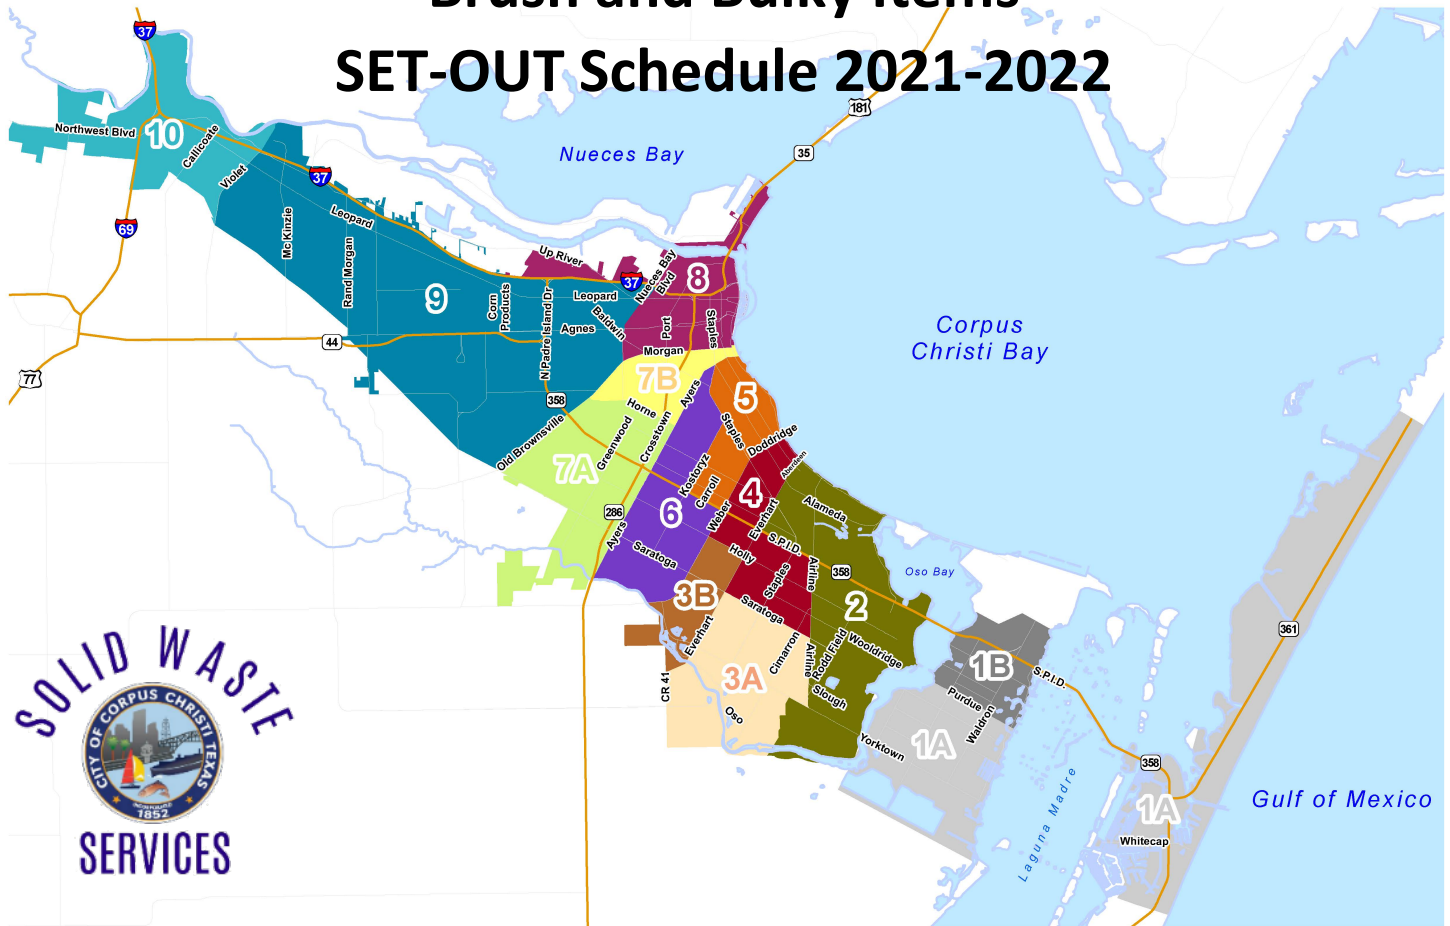 Brush and Bulky Items
SET-OUT Schedule 2021-2022
37
181
35
Nueces Bay
Northwest Blvd
10
Callicoate
Violet
37
69
Mc Kinzie
Leopard
Rand Morgan
Up River
Nueces Bay
Blvd
37
8
9
Corn
Products
N Padre Island Dr
Leopard
Baldwin
Agnes
Port
Staples
Morgan
44
77
Corpus
Christi Bay
7B
Ayers
5
358
Horne
Old Brownsville
Greenwood
Crosstown
Staples
Doddridge
Aberdeen
7A
Kostoryz
Carroll
4
6
286
Ayers
Weber
Everhart
Alameda
Saratoga
Holly
S.P.I.D.
Staples
Airline
358
Oso Bay
3B
Saratoga
2
361
Everhart
Cimarron
Airline
Rodd Field
Wooldridge
1B
S.P.I.D.
CR 41
3A
Slough
Purdue
Waldron
Oso
Yorktown
1A
358
Laguna Madre
1A
Whitecap
Gulf of Mexico
SOLID WASTE
CITY OF CORPUS CHRISTI TEXAS
INCORPORATED
1852
SERVICES